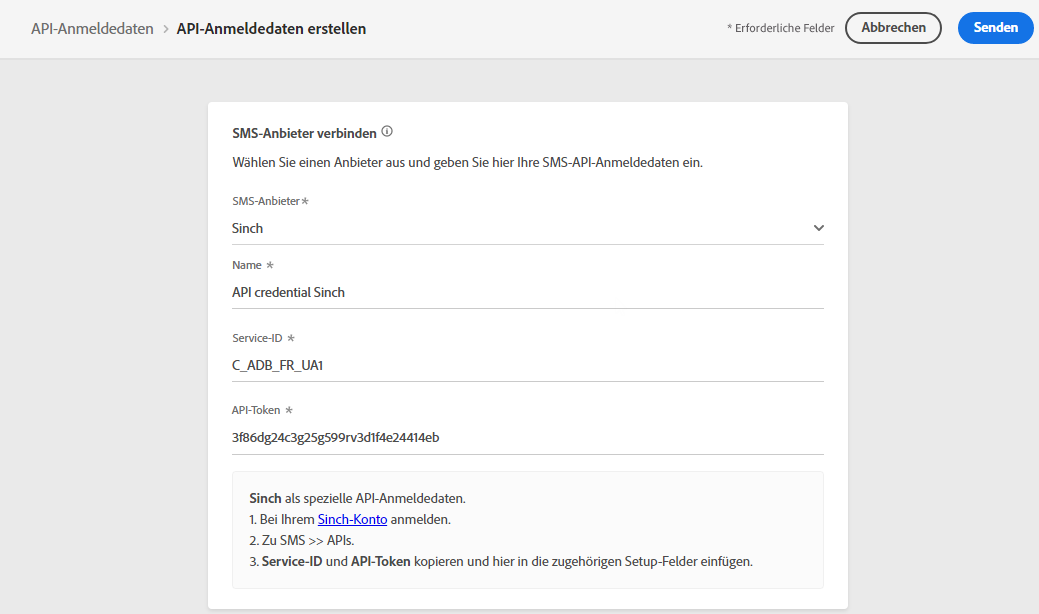 API-Anmeldedaten > API-Anmeldedaten erstellen
* Erforderliche Felder
Abbrechen
Senden
SMS-Anbieter verbinden
Wählen Sie einen Anbieter aus und geben Sie hier Ihre SMS-API-Anmeldedaten ein.
SMS-Anbieter *
Sinch
Name *
API credential Sinch
Service-ID *
C_ADB_FR_UA1
API-Token *
3f86dg24c3g25g599rv3d1f4e24414eb
Sinch als spezielle API-Anmeldedaten.
1. Bei Ihrem Sinch-Konto anmelden.
2. Zu SMS >> APIs.
3. Service-ID und API-Token kopieren und hier in die zugehörigen Setup-Felder einfügen.